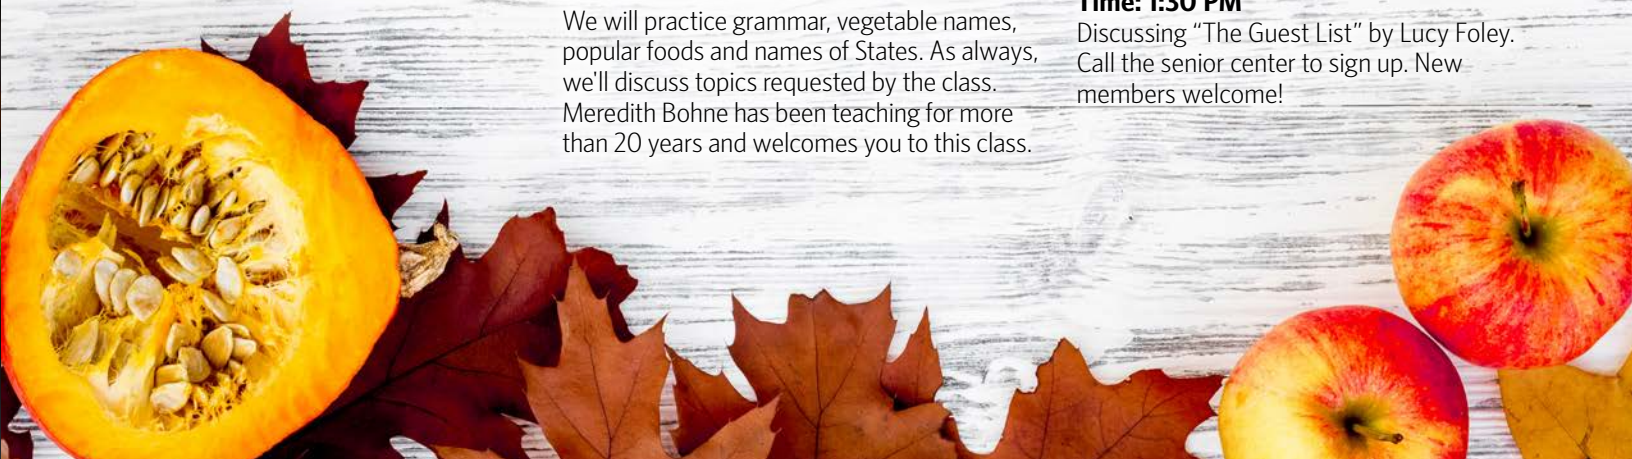 We will practice grammar, vegetable names,
popular foods and names of States. As always,
we'll discuss topics requested by the class.
Meredith Bohne has been teaching for more
than 20 years and welcomes you to this class.
Time: 1:30 PM
Discussing “The Guest List” by Lucy Foley.
Call the senior center to sign up. New
members welcome!